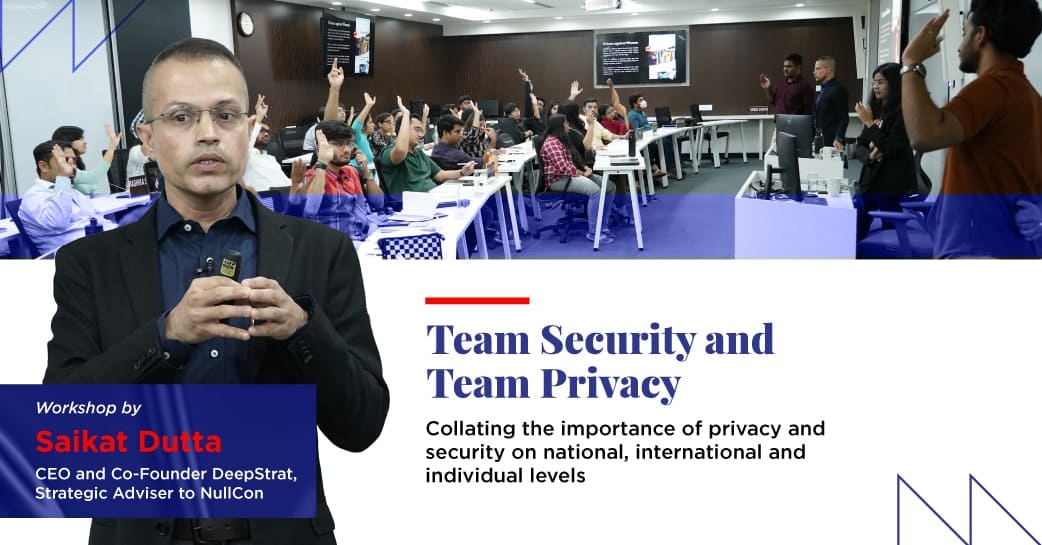 Team Security and
Team Privacy
Collating the importance of privacy and
security on national, international and
individual levels
Workshop by
Saikat Dutta
CEO and Co-Founder DeepStrat,
Strategic Adviser to NullCon